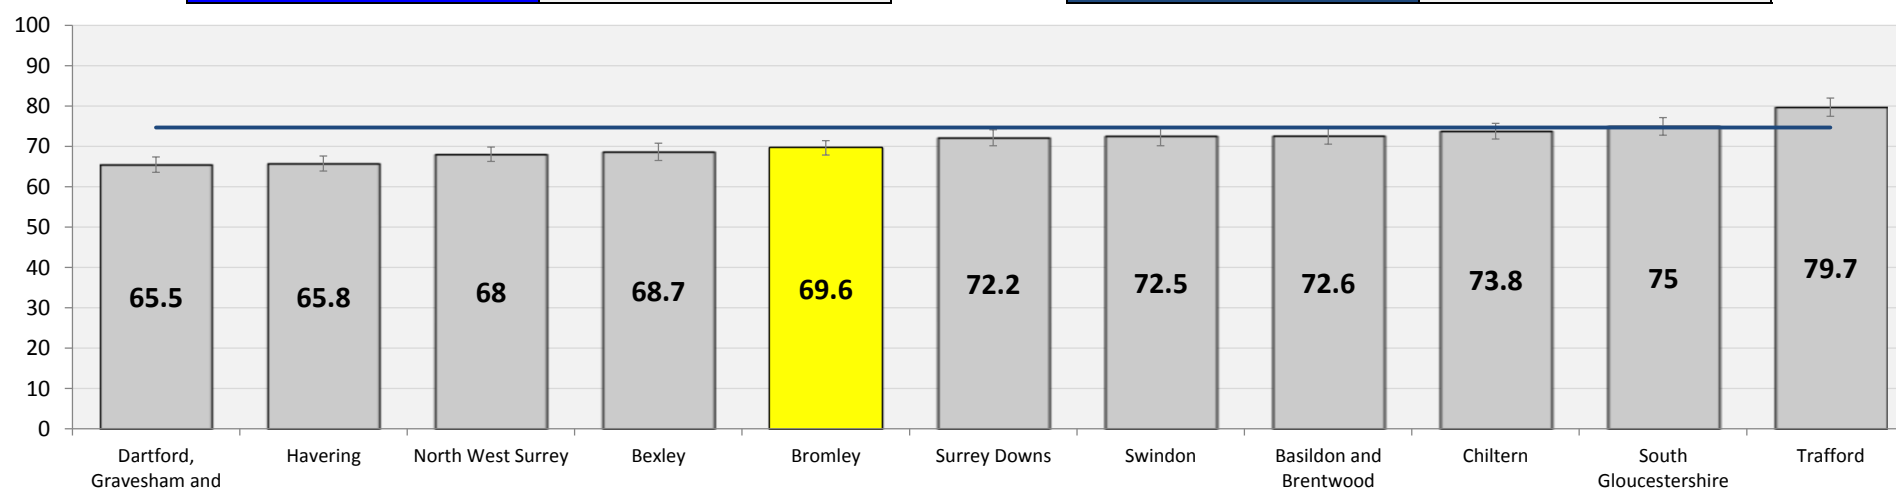 100
90
80
70
60
50
40
30
20
10
0
65.5
65.8
68
68.7
69.6
72.2
72.5
72.6
73.8
75
79.7
Dartford,
Gravesham and
Havering
North West Surrey
Bexley
Bromley
Surrey Downs
Swindon
Basildon and
Brentwood
Chiltern
South
Gloucestershire
Trafford